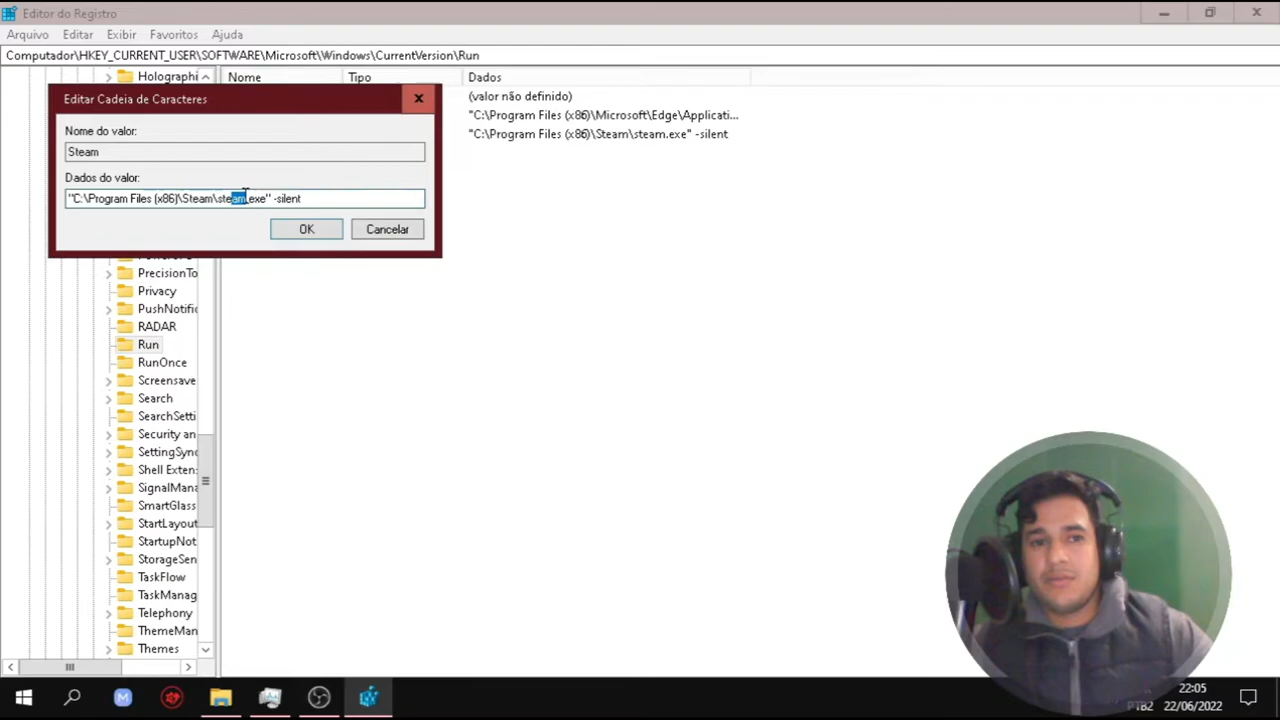 Editor do Registro
Arquivo Editar Exibir Favoritos Ajuda
Computador\HKEY_CURRENT_USER\SOFTWARE\Microsoft\Windows\CurrentVersion\Run
Holographi
Nome Tipo Dados
(valor não definido)
"C:\Program Files (x86)\Microsoft\Edge\Applicati...
"C:\Program Files (x86)\Steam\steam.exe" -silent
Editar Cadeia de Caracteres
Nome do valor:
Steam
Dados do valor:
"C:\Program Files (x86)\Steam\steam.exe" -silent
OK Cancelar
PrecisionTo
Privacy
PushNotific
RADAR
Run
RunOnce
Screensave
Search
SearchSetti
Security an
SettingSync
Shell Exten
SignalMana
SmartGlass
StartLayout
StartupNot
StorageSen
TaskFlow
TaskManag
Telephony
ThemeMan
Themes
22:05
PTB2 22/06/2022